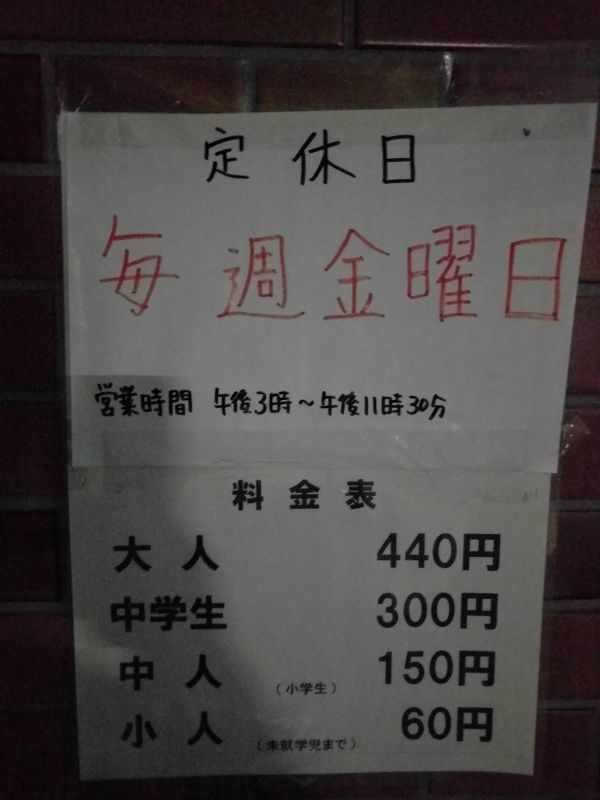 定休日
毎週金曜日
営業時間 午後3時～午後11時30分
料金表
大人 440円
中学生 300円
中人 (小学生) 150円
小人 (未就学児まで) 60円